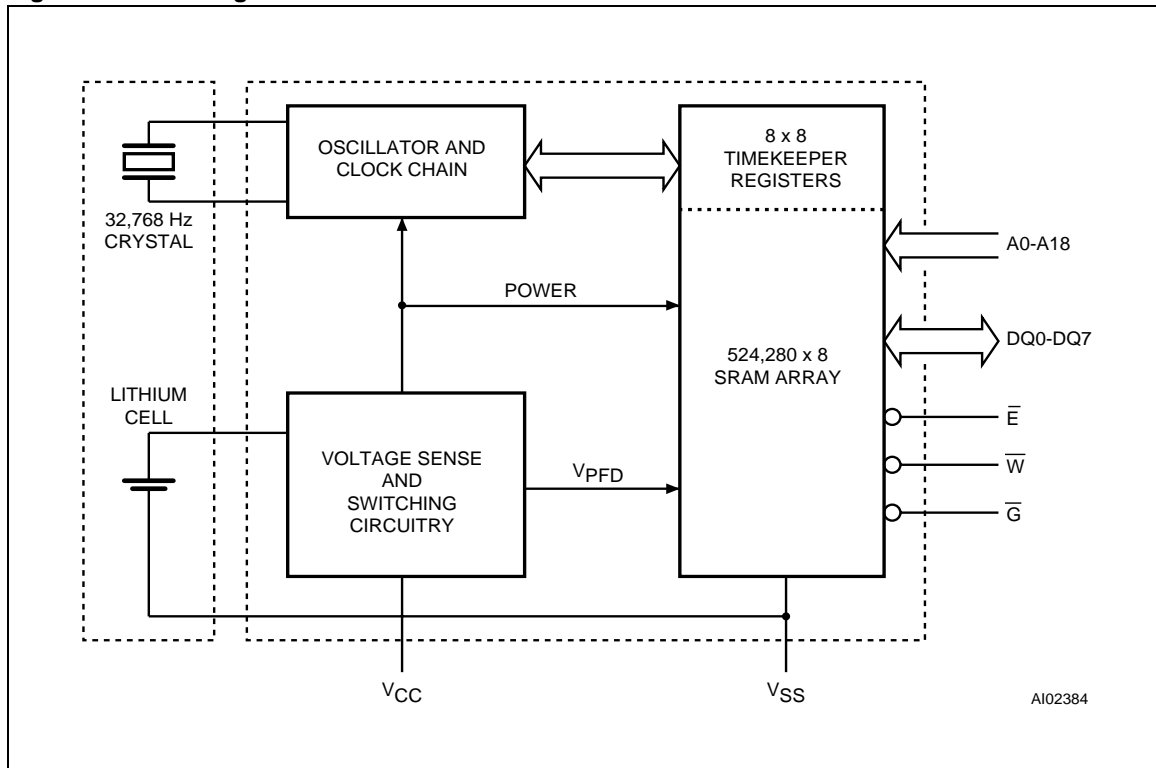 OSCILLATOR AND
CLOCK CHAIN
8 x 8
TIMEKEEPER
REGISTERS
32,768 Hz
CRYSTAL
A0-A18
POWER
DQ0-DQ7
524,280 x 8
SRAM ARRAY
LITHIUM
CELL
E̅
VOLTAGE SENSE
AND
SWITCHING
CIRCUITRY
VPFD
W̅
G̅
VCC
VSS
AI02384